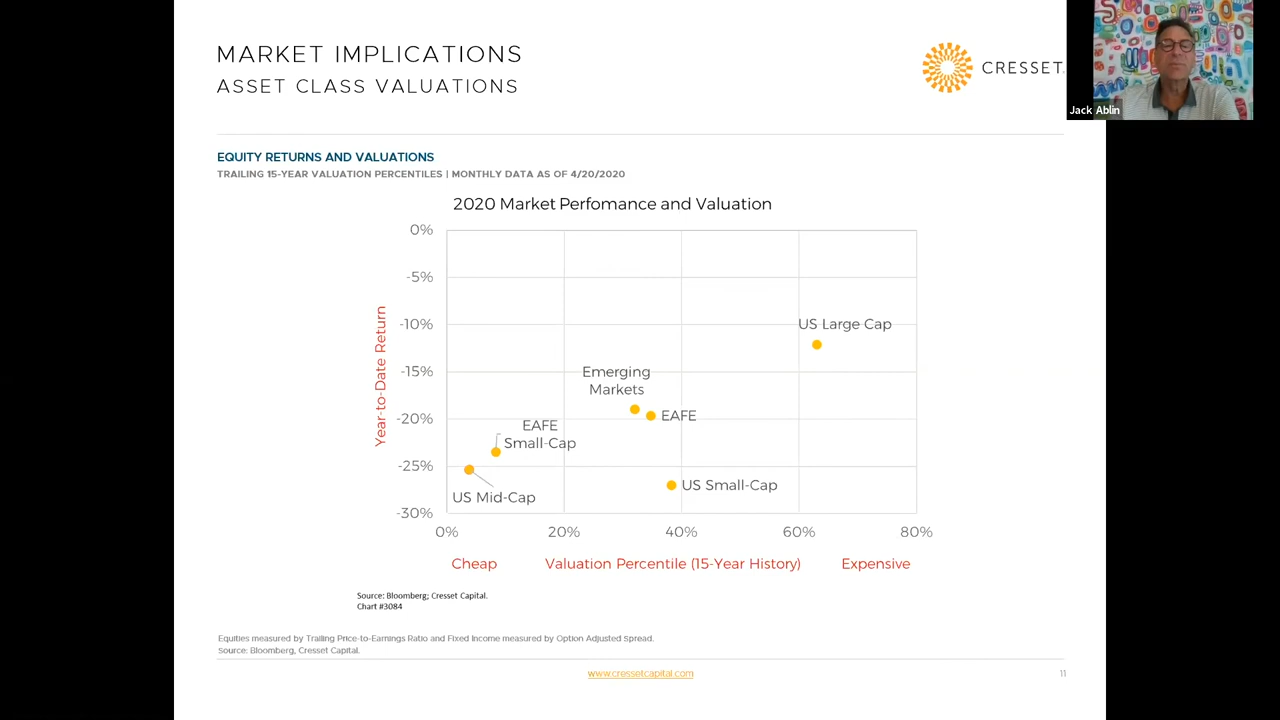 MARKET IMPLICATIONS
ASSET CLASS VALUATIONS
CRESSET.
Jack Ablin
EQUITY RETURNS AND VALUATIONS
TRAILING 15-YEAR VALUATION PERCENTILES | MONTHLY DATA AS OF 4/20/2020
2020 Market Perfomance and Valuation
Year-to-Date Return
0%
-5%
-10%
-15%
-20%
-25%
-30%
US Large Cap
Emerging
Markets
EAFE
EAFE
Small-Cap
US Mid-Cap
US Small-Cap
0%
20%
40%
60%
80%
Cheap
Valuation Percentile (15-Year History)
Expensive
Source: Bloomberg; Cresset Capital.
Chart #3084
Equities measured by Trailing Price-to-Earnings Ratio and Fixed Income measured by Option Adjusted Spread.
Source: Bloomberg, Cresset Capital.
www.cressetcapital.com
11